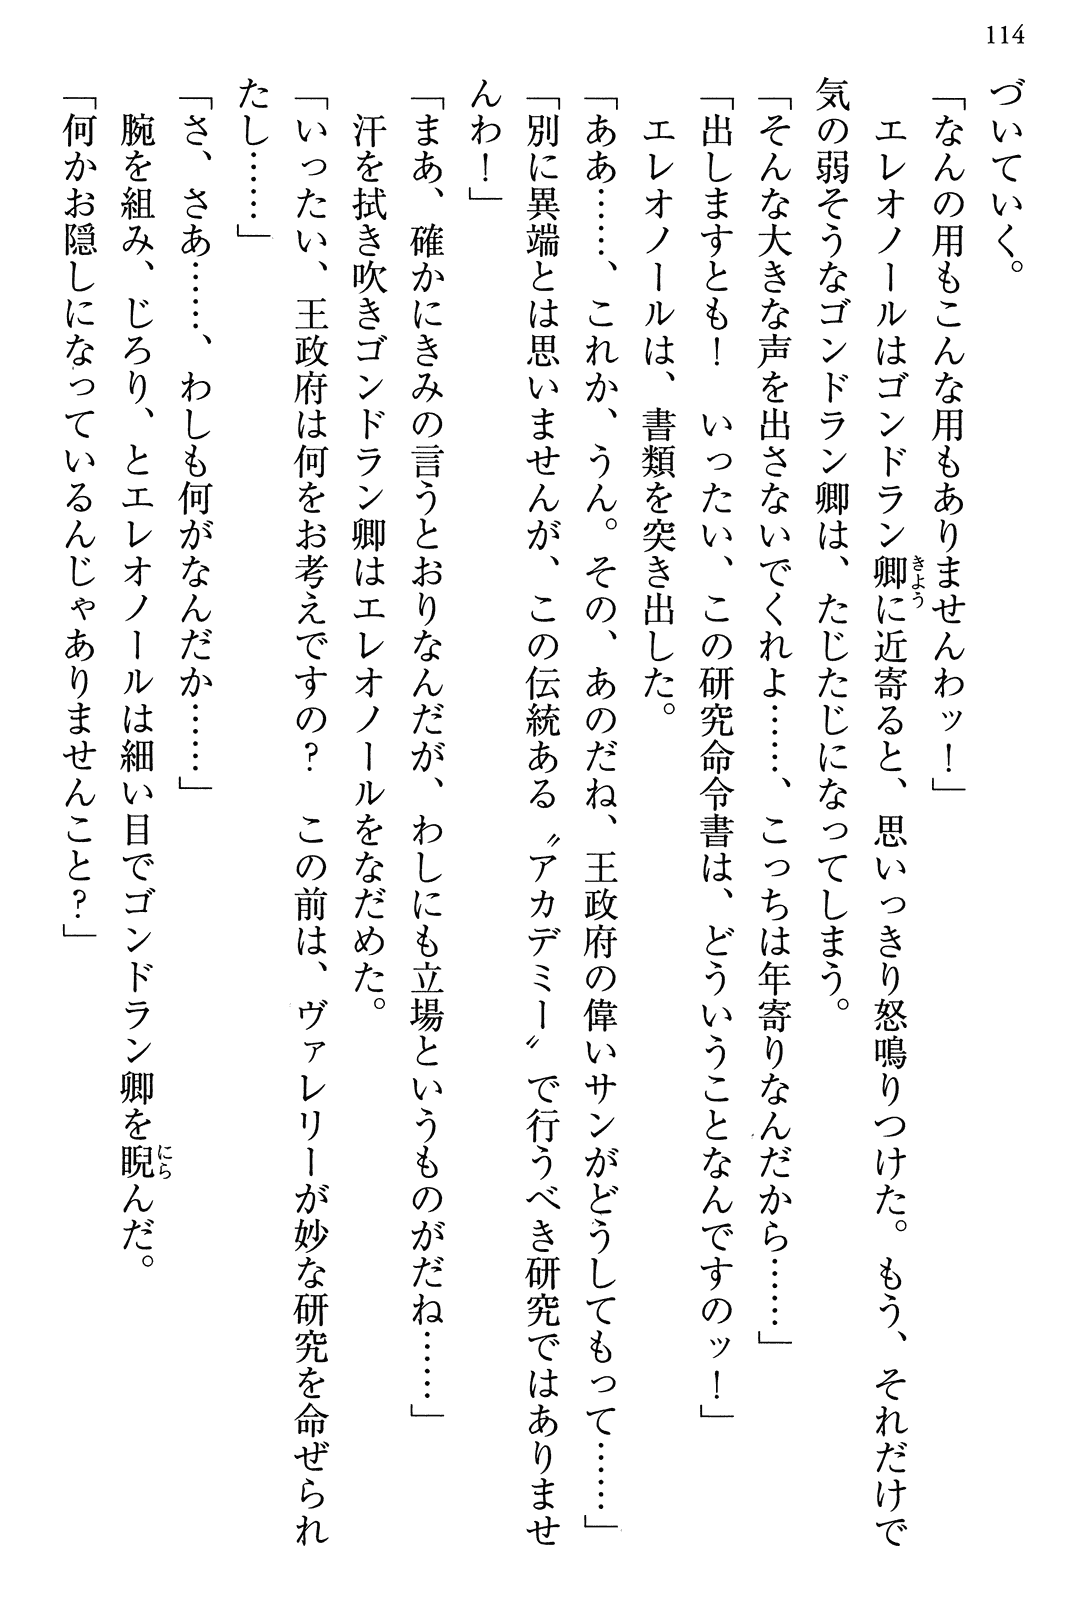 114
づいていく。
「なんの用もこんな用もありませんわッ！」
エレオノールはゴンドラン卿に近寄ると、思いっきり怒鳴りつけた。もう、それだけで
きよう
気の弱そうなゴンドラン卿は、たじたじになってしまう。
「そんな大きな声を出さないでくれよ……、こっちは年寄りなんだから……」
「出しますとも！　いったい、この研究命令書は、どういうことなんですのッ！」
エレオノールは、書類を突き出した。
「ああ……、これか、うん。その、あのだね、王政府の偉いサンがどうしてもって……」
「別に異端とは思いませんが、この伝統ある〝アカデミー〟で行うべき研究ではありませ
んわ！」
「まあ、確かにきみの言うとおりなんだが、わしにも立場というものがだね……」
汗を拭き吹きゴンドラン卿はエレオノールをなだめた。
「いったい、王政府は何をお考えですの？　この前は、ヴァレリーが妙な研究を命ぜられ
たし……」
「さ、さあ……、わしも何がなんだか……」
腕を組み、じろり、とエレオノールは細い目でゴンドラン卿を睨んだ。
にら
「何かお隠しになっているんじゃありませんこと？」